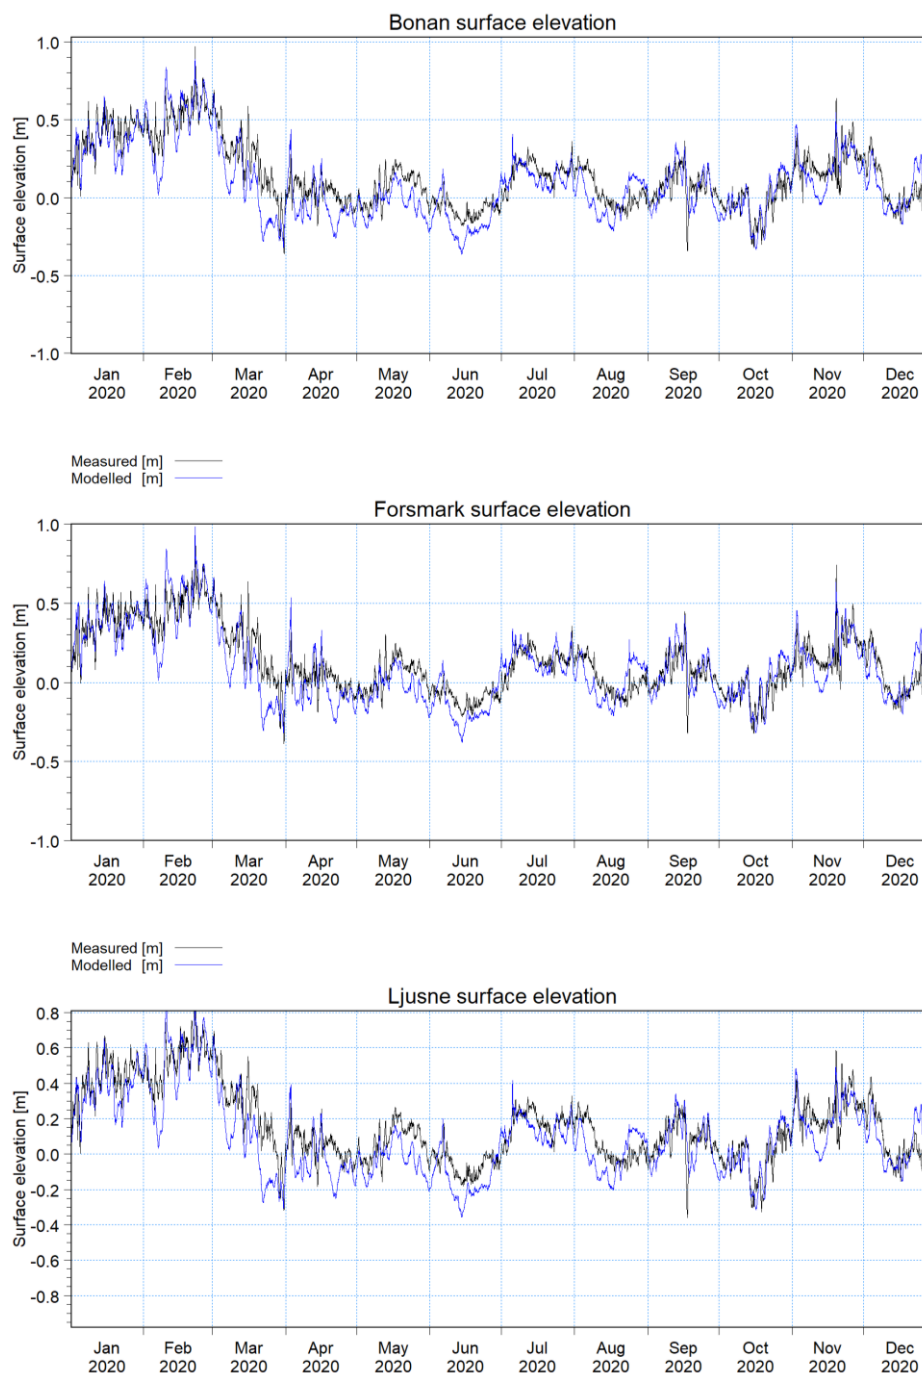 Bonan surface elevation
1.0
0.5
0.0
-0.5
-1.0
Surface elevation [m]
Jan Feb Mar Apr May Jun Jul Aug Sep Oct Nov Dec
2020 2020 2020 2020 2020 2020 2020 2020 2020 2020 2020 2020
Measured [m]
Modelled [m]
Forsmark surface elevation
1.0
0.5
0.0
-0.5
-1.0
Surface elevation [m]
Jan Feb Mar Apr May Jun Jul Aug Sep Oct Nov Dec
2020 2020 2020 2020 2020 2020 2020 2020 2020 2020 2020 2020
Measured [m]
Modelled [m]
Ljusne surface elevation
0.8
0.6
0.4
0.2
0.0
-0.2
-0.4
-0.6
-0.8
Surface elevation [m]
Jan Feb Mar Apr May Jun Jul Aug Sep Oct Nov Dec
2020 2020 2020 2020 2020 2020 2020 2020 2020 2020 2020 2020